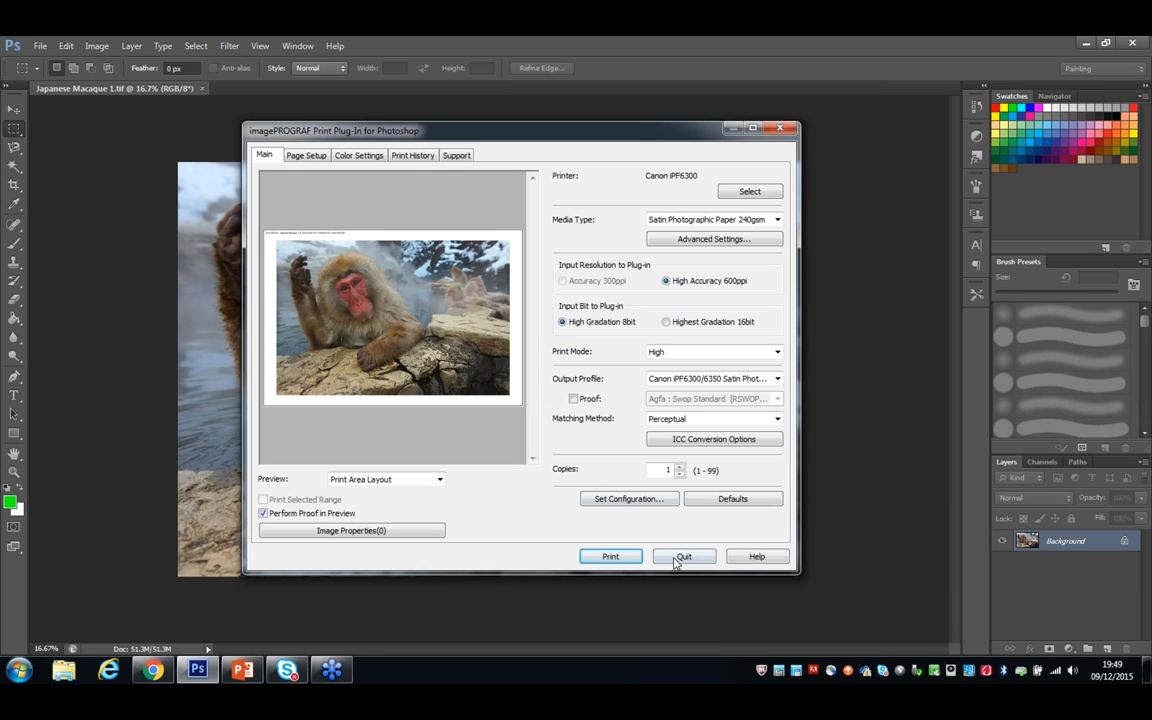 Ps File Edit Image Layer Type Select Filter View Window Help
Feather: 0 px Anti-alias Style: Normal Width: Height: Refine Edge... Painting
Japanese Macaque 1.tif @ 16.7% (RGB/8*) ×
Swatches Navigator
imagePROGRAF Print Plug-In for Photoshop
Main Page Setup Color Settings Print History Support
Printer: Canon iPF6300
Select
Media Type: Satin Photographic Paper 240gsm
Advanced Settings...
Input Resolution to Plug-in
Accuracy 300ppi High Accuracy 600ppi
Input Bit to Plug-in
High Gradation 8bit Highest Gradation 16bit
Print Mode: High
Output Profile: Canon iPF6300/6350 Satin Phot...
Proof: Agfa : Swop Standard [RSWOP...
Matching Method: Perceptual
ICC Conversion Options
Copies: 1 (1 - 99)
Preview: Print Area Layout
Set Configuration... Defaults
Print Selected Range
Perform Proof in Preview
Image Properties(0)
Print Quit Help
Brush Presets
Size:
Layers Channels Paths
Kind
Normal Opacity:
Lock: Fill:
Background
16.67% Doc: 51.3M/51.3M
Ps
19:49
09/12/2015